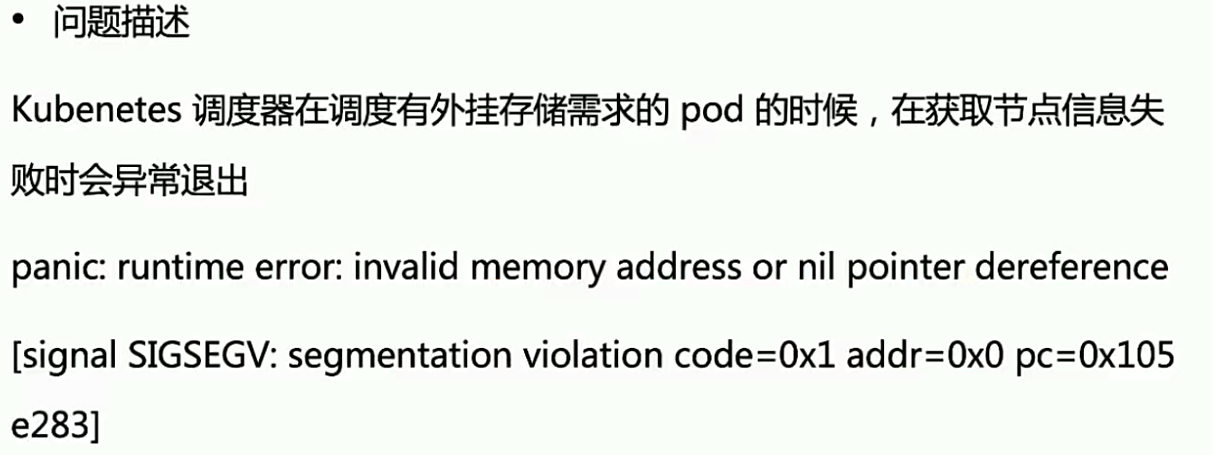 • 问题描述
Kubenetes 调度器在调度有外挂存储需求的 pod 的时候，在获取节点信息失
败时会异常退出
panic: runtime error: invalid memory address or nil pointer dereference
[signal SIGSEGV: segmentation violation code=0x1 addr=0x0 pc=0x105
e283]